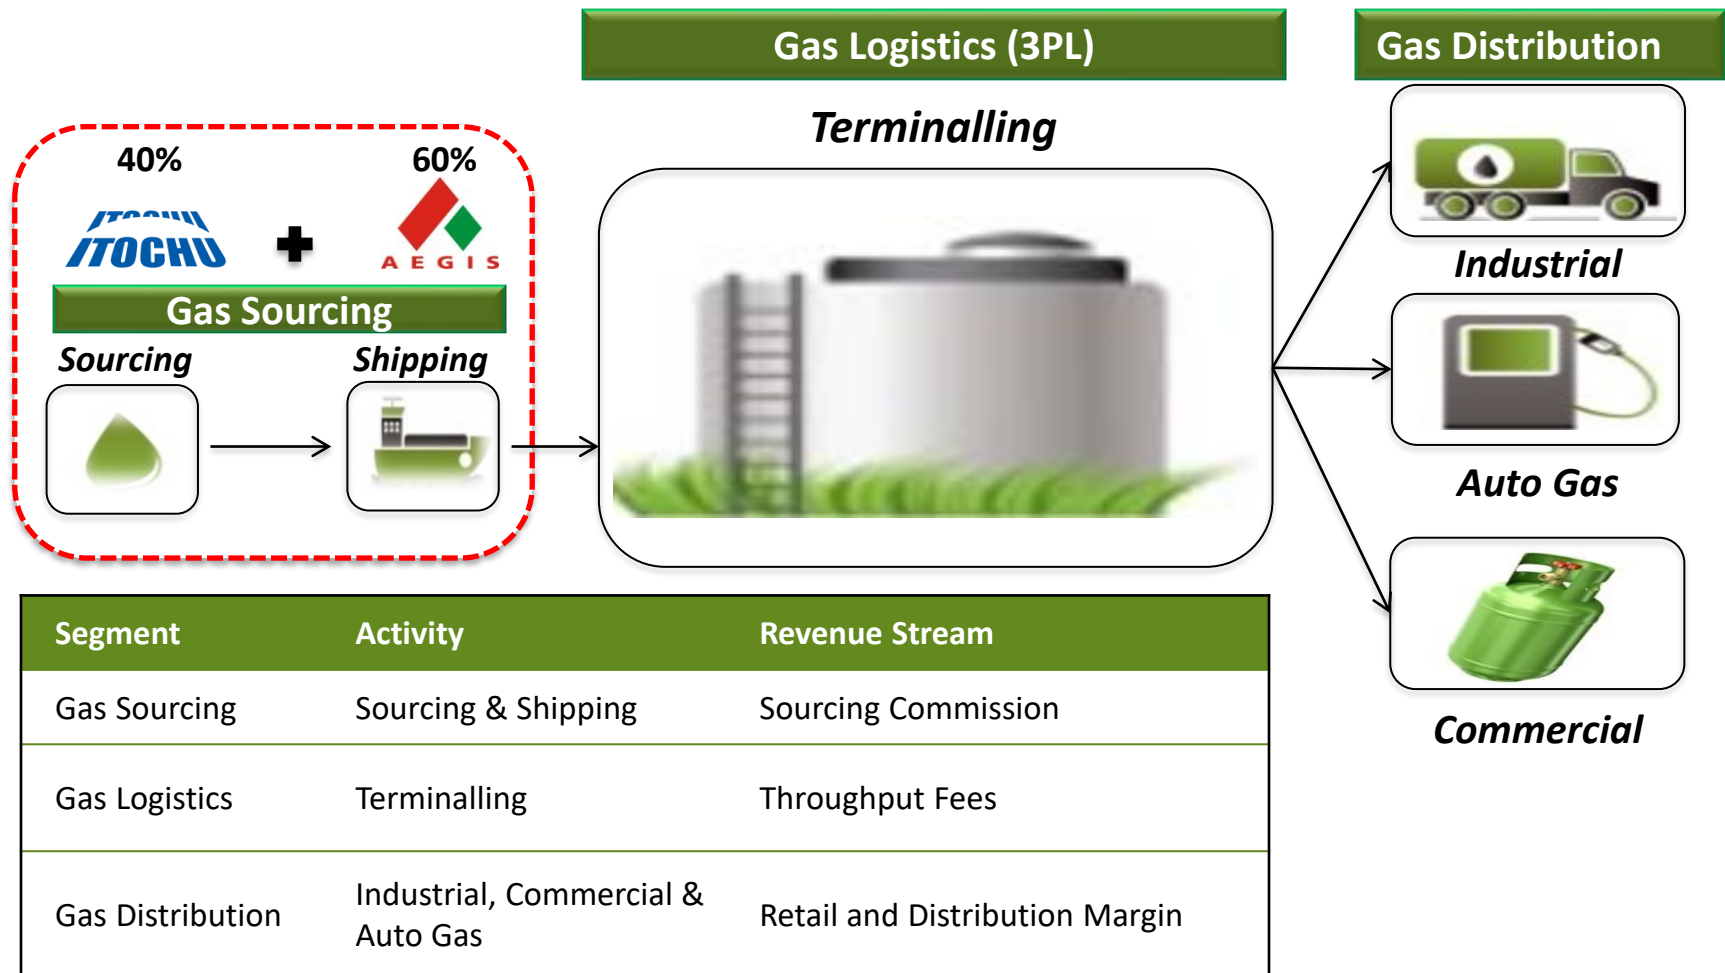 Gas Logistics (3PL)
Gas Distribution
Terminalling
40%
60%
ITOCHU
ITOCHU
AEGIS
Gas Sourcing
Sourcing
Shipping
Industrial
Auto Gas
Commercial
Segment Activity Revenue Stream
Gas Sourcing Sourcing & Shipping Sourcing Commission
Gas Logistics Terminalling Throughput Fees
Gas Distribution Industrial, Commercial & Retail and Distribution Margin
Auto Gas